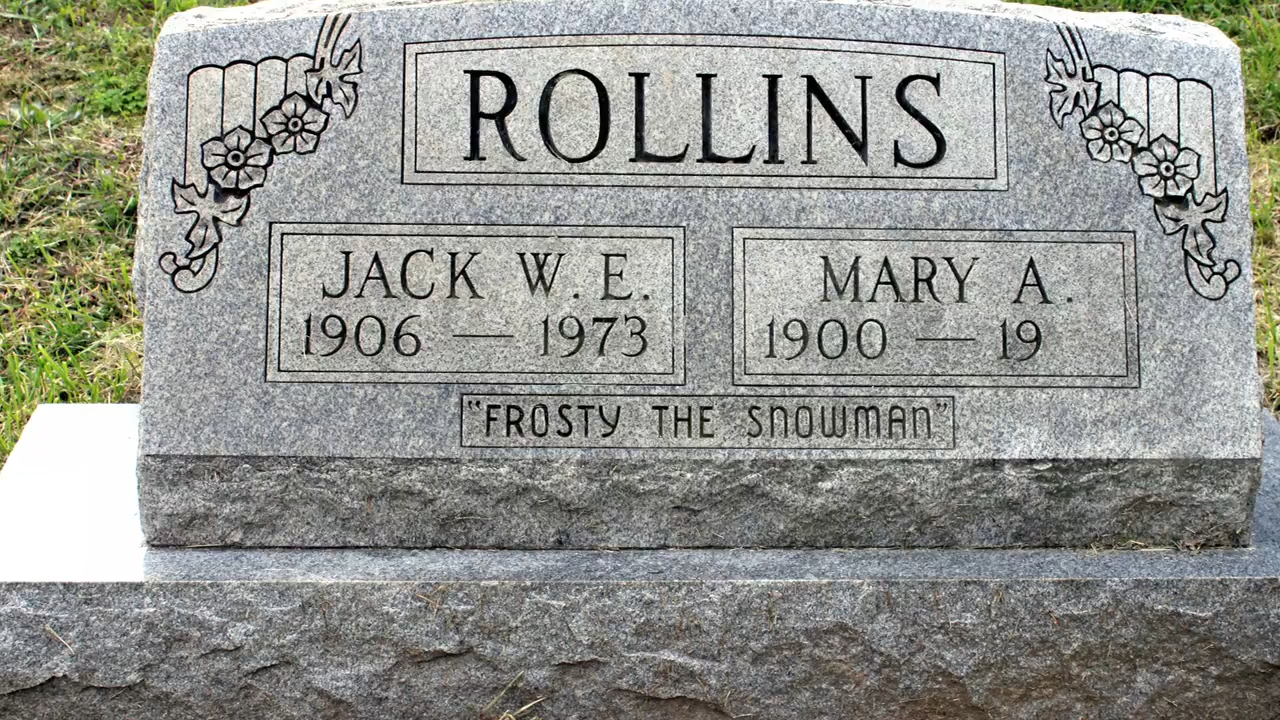 ROLLINS
JACK W. E.
1906 — 1973
MARY A.
1900 — 19
"FROSTY THE SNOWMAN"